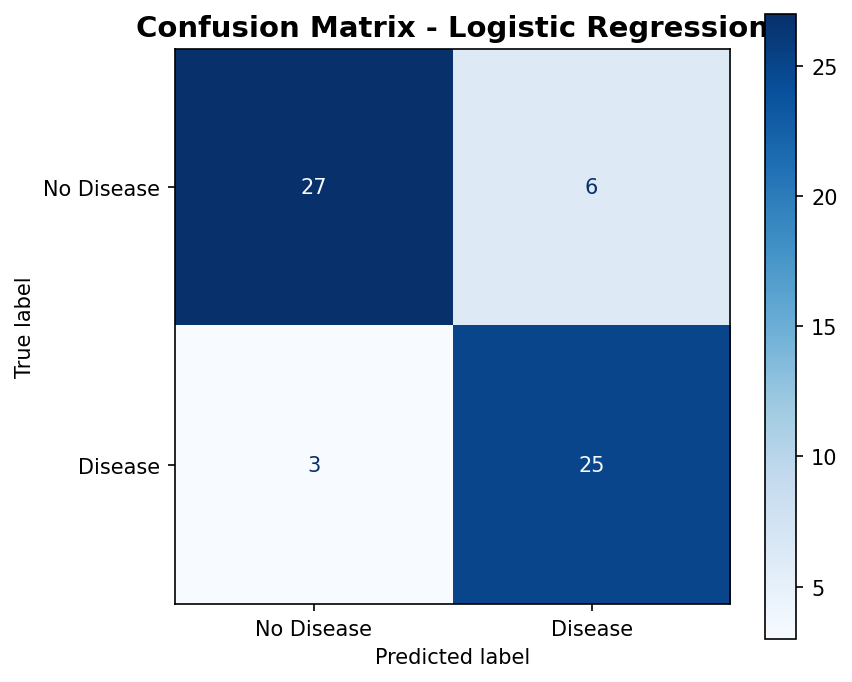 Confusion Matrix - Logistic Regression
25
No Disease
27
6
20
True label
15
Disease
3
25
10
5
No Disease
Disease
Predicted label